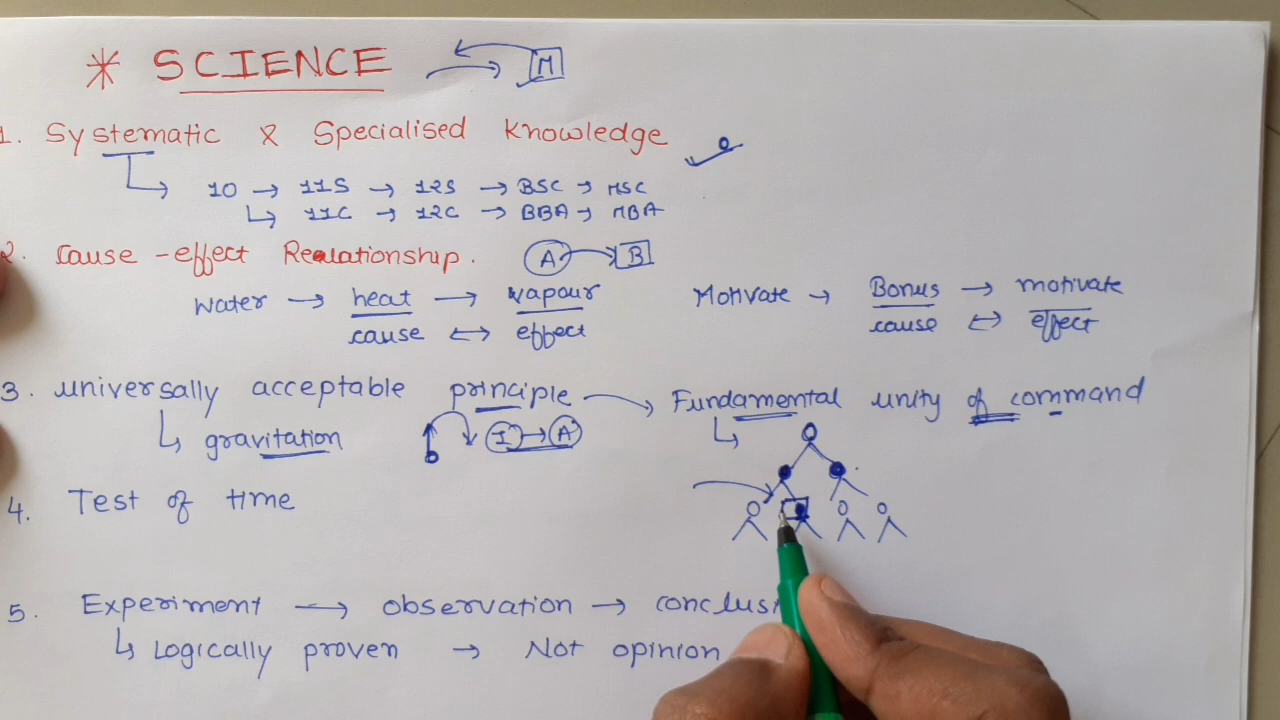 * SCIENCE M
1. Systematic & Specialised Knowledge
10 → 11S → 12S → BSC → MSC
↳ 11C → 12C → BBA → MBA
2. Cause-effect Realationship. A B
Water → heat → vapour Motivate → Bonus → motivate
cause ↔ effect cause ↔ effect
3. universally acceptable principle → Fundamental unity of command
↳ gravitation I → A
4. Test of time
5. Experiment → observation →
↳ Logically proven → Not opinion